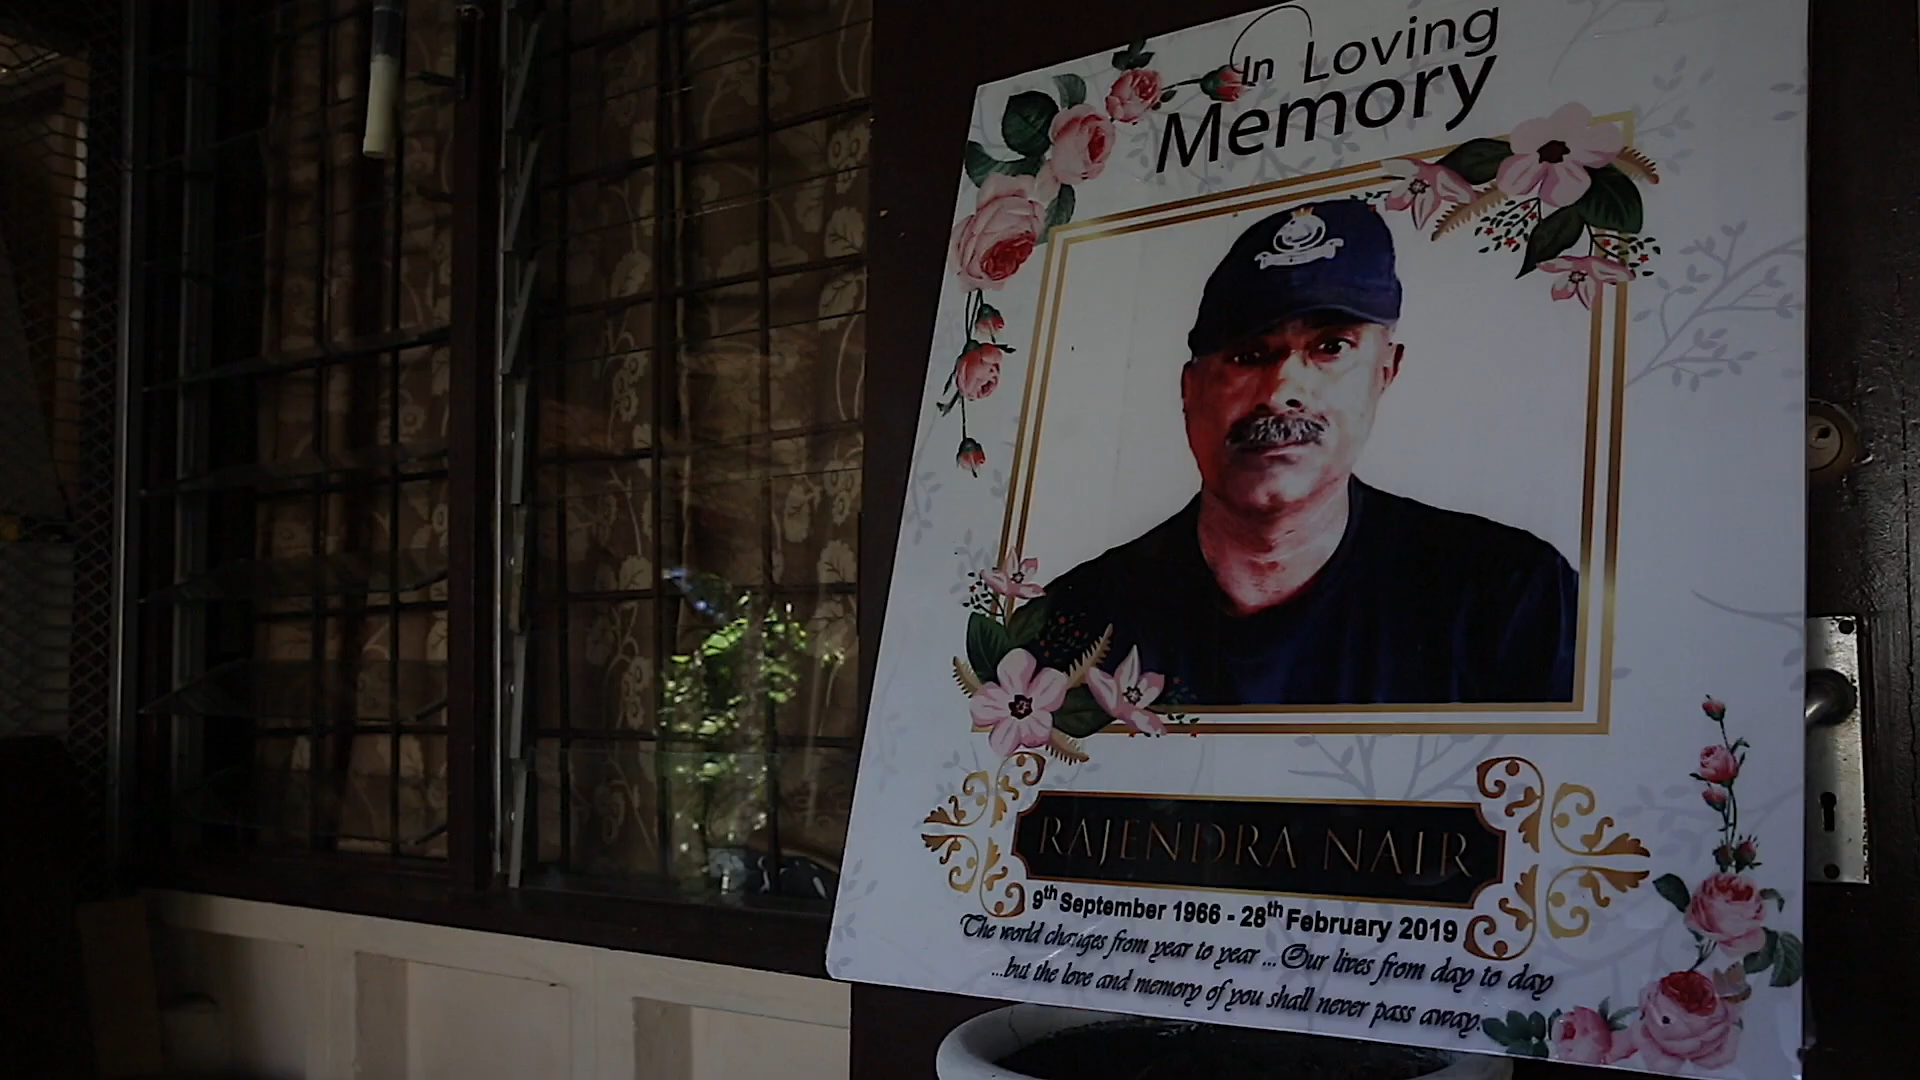 In Loving
Memory
RAJENDRA NAIR
9th September 1966 - 28th February 2019
The world changes from year to year ... Our lives from day to day
...but the love and memory of you shall never pass away.